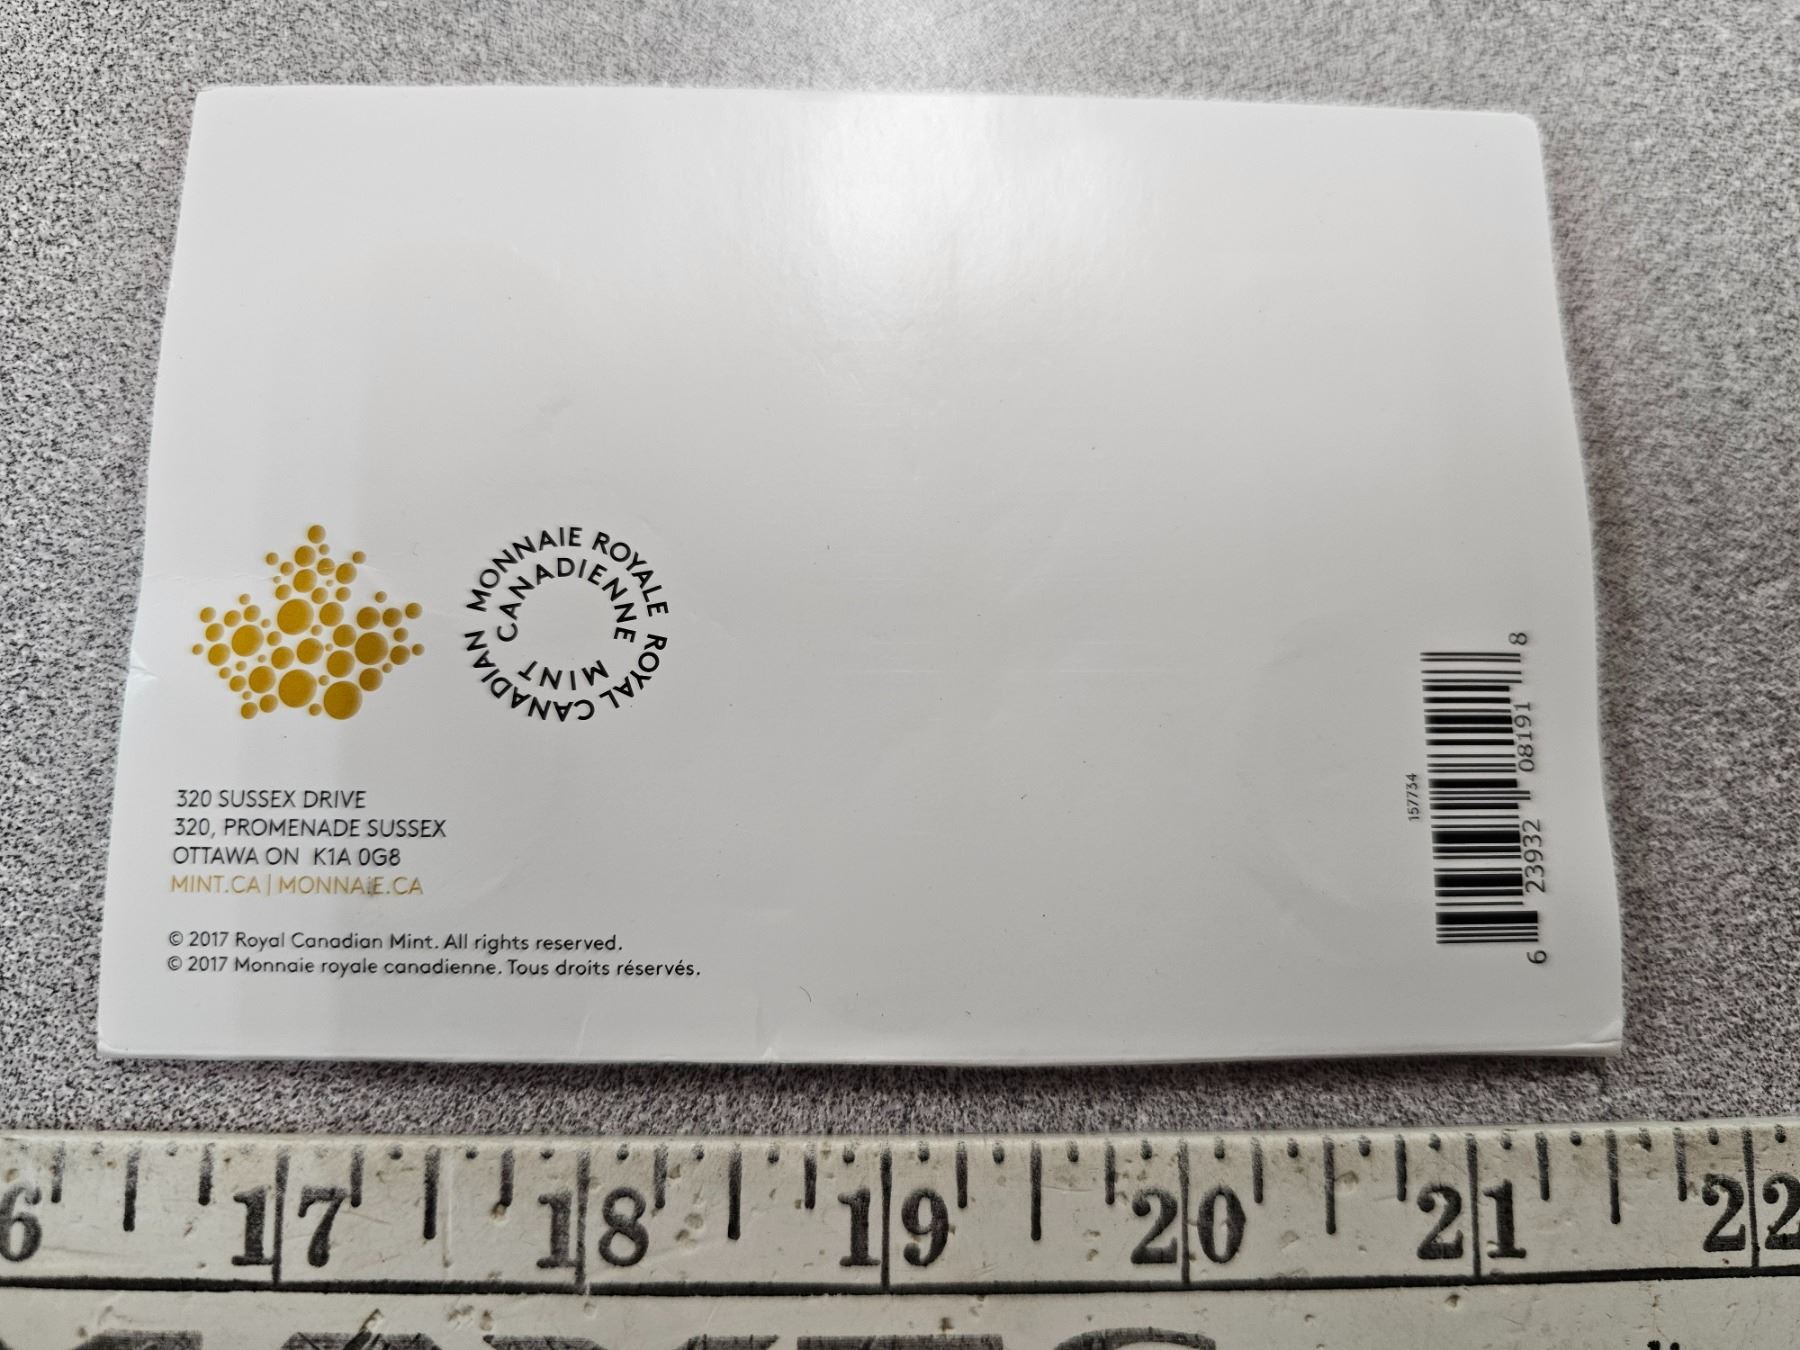 MONNAIE ROYALE
CANADIENNE
ROYAL CANADIAN
MINT
320 SUSSEX DRIVE
320, PROMENADE SUSSEX
OTTAWA ON K1A 0G8
MINT.CA | MONNAIE.CA
© 2017 Royal Canadian Mint. All rights reserved.
© 2017 Monnaie royale canadienne. Tous droits réservés.
157734
6 23932 08191 8
6 17 18 19 20 21 22